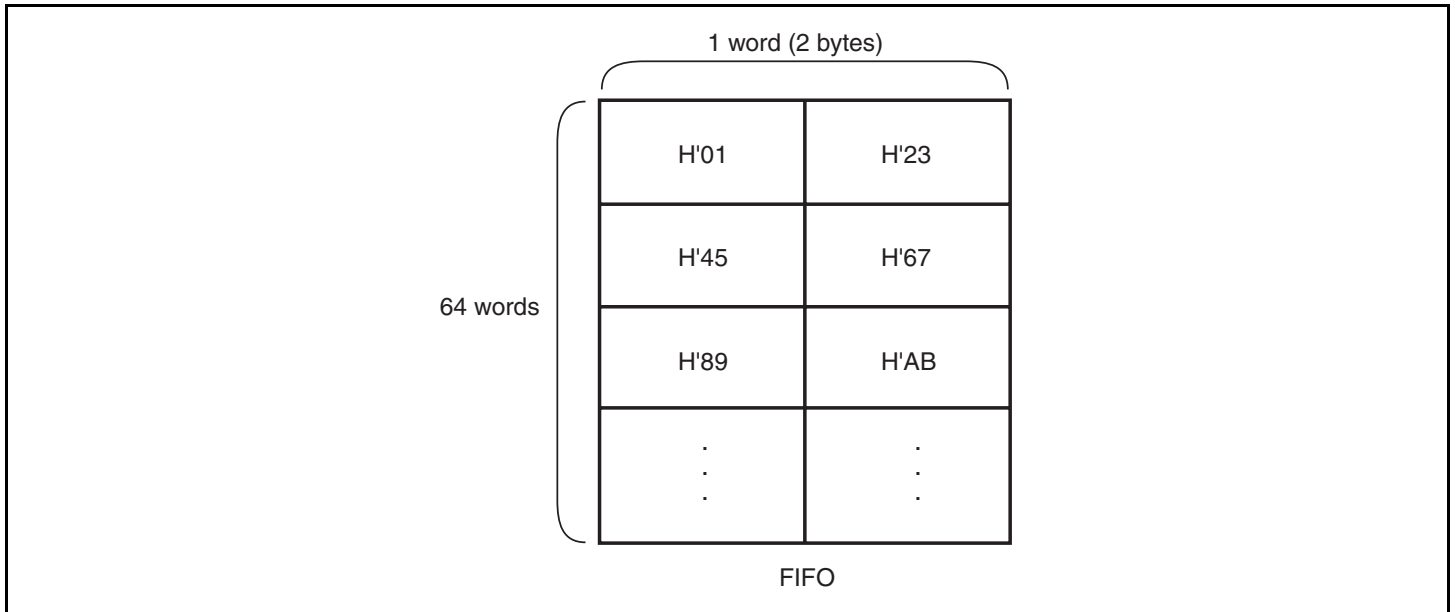 1 word (2 bytes)
H'01 H'23
H'45 H'67
64 words
H'89 H'AB
. .
. .
. .
FIFO